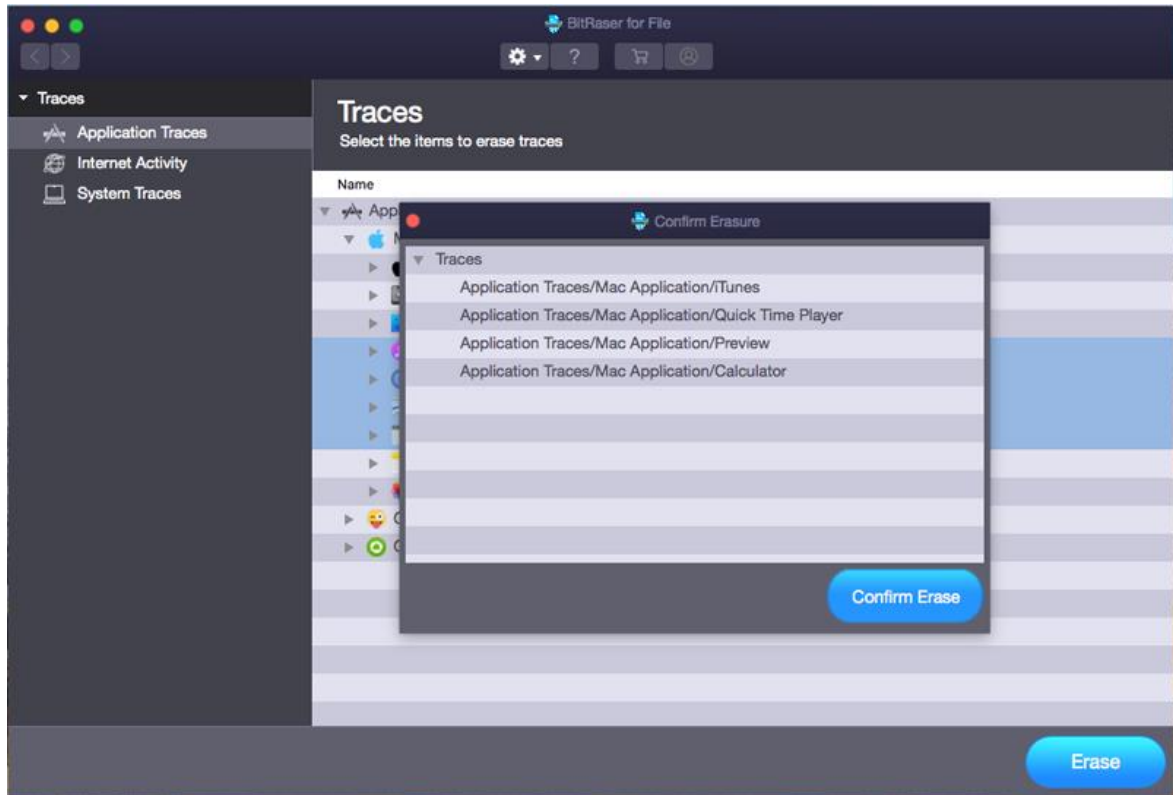 BitRaser for File
?
Traces
Application Traces
Internet Activity
System Traces
Traces
Select the items to erase traces
Name
App
Confirm Erasure
Traces
Application Traces/Mac Application/iTunes
Application Traces/Mac Application/Quick Time Player
Application Traces/Mac Application/Preview
Application Traces/Mac Application/Calculator
Confirm Erase
Erase